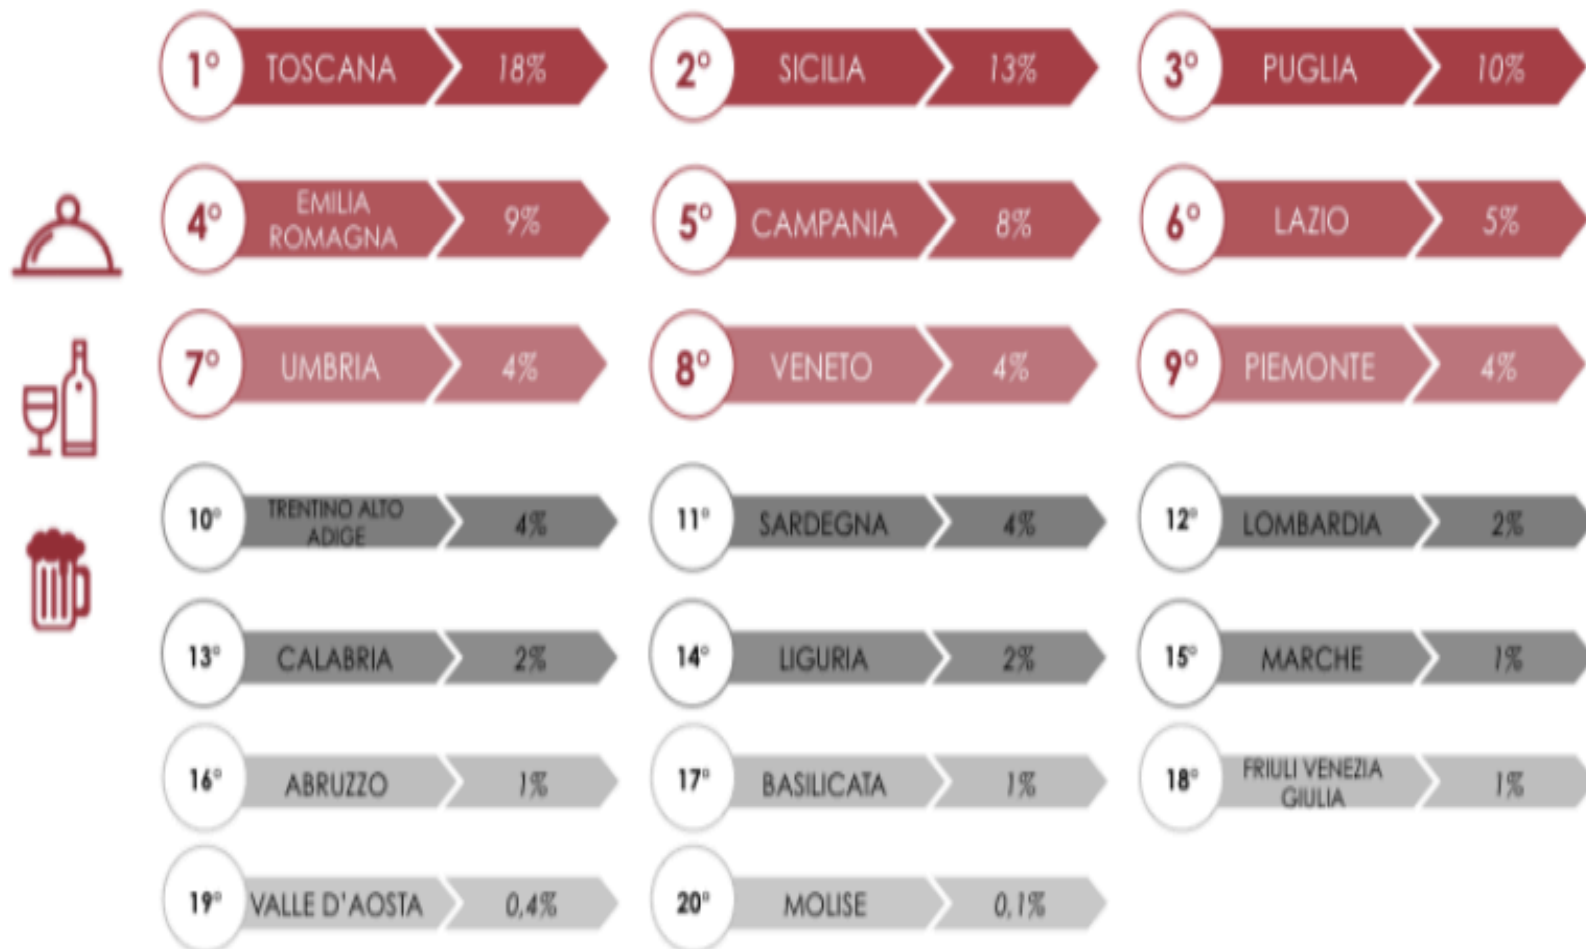 1° TOSCANA 18%
2° SICILIA 13%
3° PUGLIA 10%
4° EMILIA
ROMAGNA 9%
5° CAMPANIA 8%
6° LAZIO 5%
7° UMBRIA 4%
8° VENETO 4%
9° PIEMONTE 4%
10° TRENTINO ALTO
ADIGE 4%
11° SARDEGNA 4%
12° LOMBARDIA 2%
13° CALABRIA 2%
14° LIGURIA 2%
15° MARCHE 1%
16° ABRUZZO 1%
17° BASILICATA 1%
18° FRIULI VENEZIA
GIULIA 1%
19° VALLE D'AOSTA 0,4%
20° MOLISE 0,1%